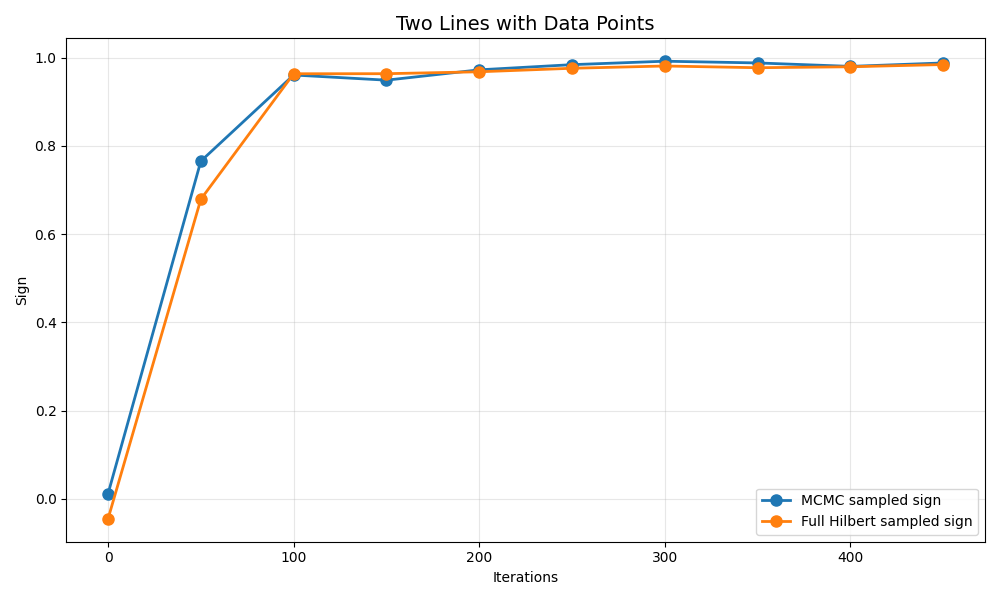 Two Lines with Data Points
1.0
0.8
0.6
0.4
0.2
0.0
Sign
MCMC sampled sign
Full Hilbert sampled sign
0 100 200 300 400
Iterations